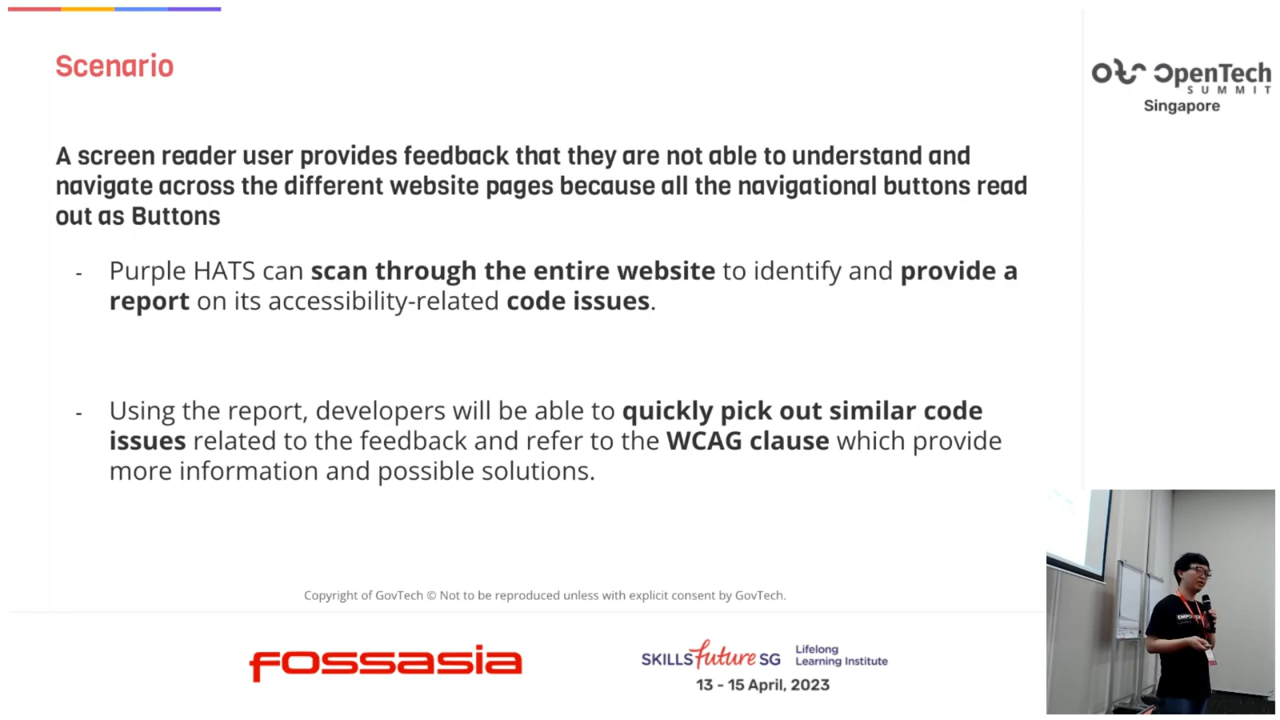 Scenario
OpenTech
SUMMIT
Singapore
A screen reader user provides feedback that they are not able to understand and
navigate across the different website pages because all the navigational buttons read
out as Buttons
- Purple HATS can scan through the entire website to identify and provide a
report on its accessibility-related code issues.
- Using the report, developers will be able to quickly pick out similar code
issues related to the feedback and refer to the WCAG clause which provide
more information and possible solutions.
Copyright of GovTech © Not to be reproduced unless with explicit consent by GovTech.
fossasia
SKILLSfuture SG
Lifelong
Learning Institute
13 - 15 April, 2023